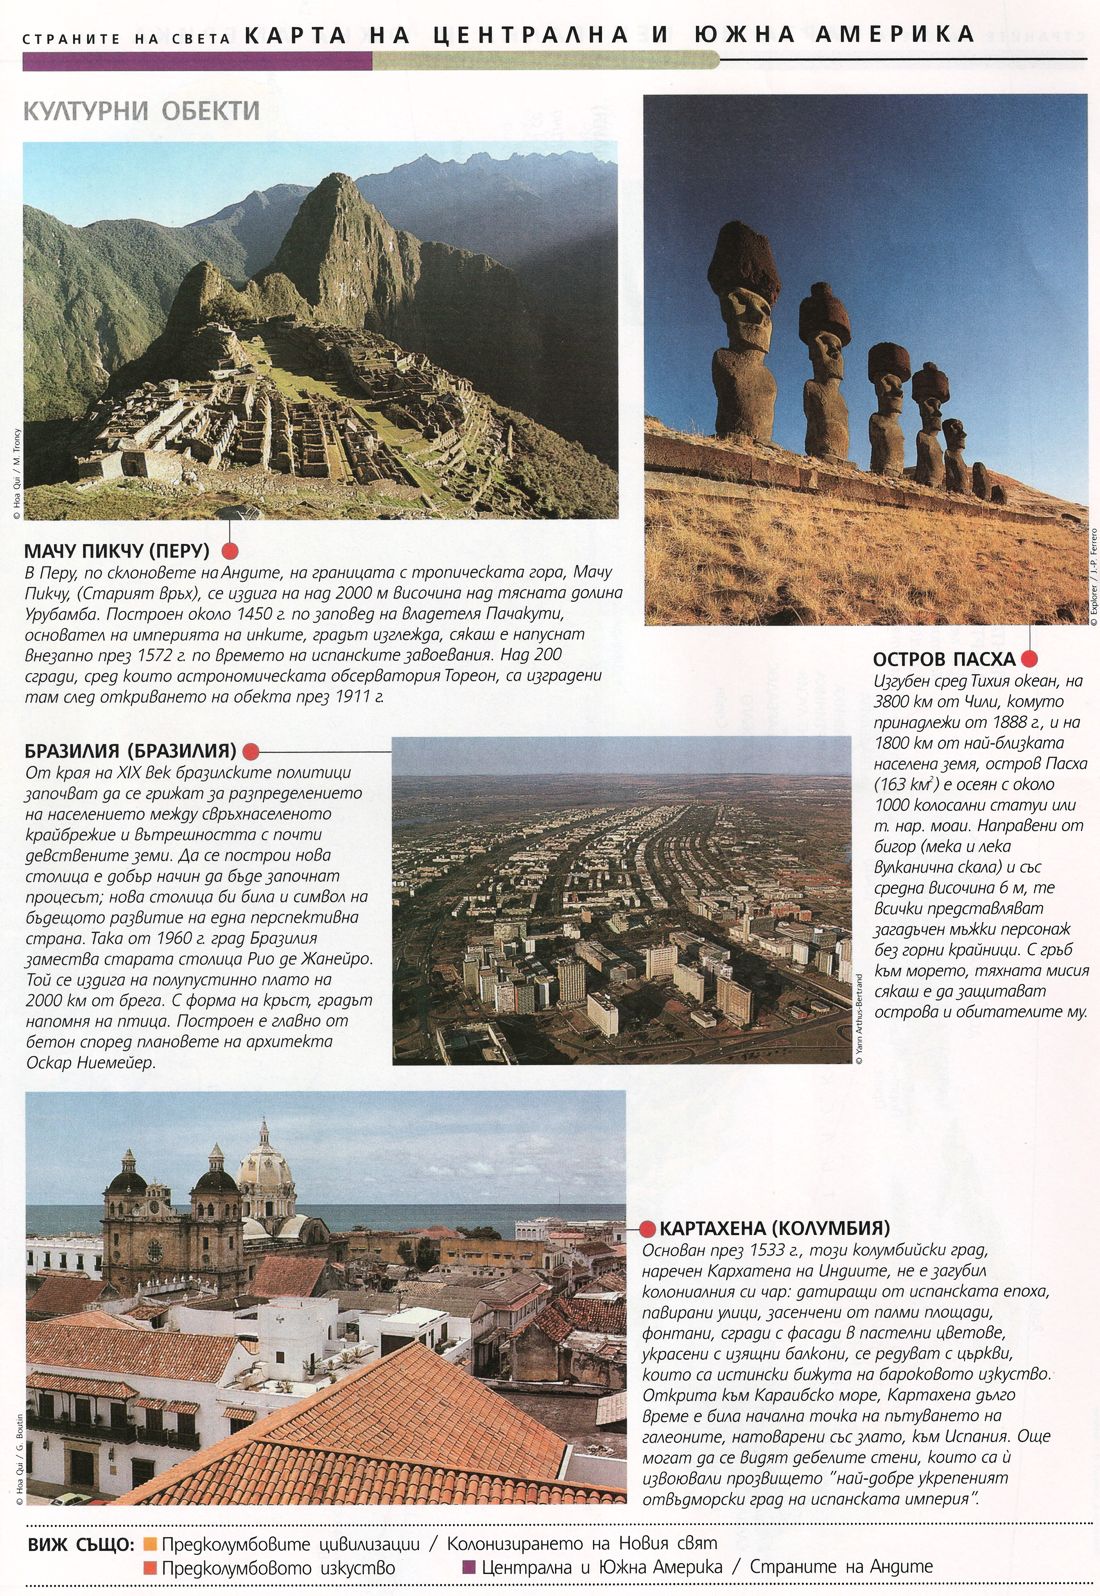 СТРАНИТЕ НА СВЕТА КАРТА НА ЦЕНТРАЛНА И ЮЖНА АМЕРИКА
КУЛТУРНИ ОБЕКТИ
© Hoa Qui / M. Troncy
© Explorer / J.-P. Ferrero
МАЧУ ПИКЧУ (ПЕРУ)
В Перу, по склоновете на Андите, на границата с тропическата гора, Мачу
Пикчу, (Старият връх), се издига на над 2000 м височина над тясната долина
Урубамба. Построен около 1450 г. по заповед на владетеля Пачакути,
основател на империята на инките, градът изглежда, сякаш е напуснат
внезапно през 1572 г. по времето на испанските завоевания. Над 200
сгради, сред които астрономическата обсерватория Тореон, са изградени
там след откриването на обекта през 1911 г.
ОСТРОВ ПАСХА
Изгубен сред Тихия океан, на
3800 км от Чили, комуто
принадлежи от 1888 г., и на
1800 км от най-близката
населена земя, остров Пасха
(163 км²) е осеян с около
1000 колосални статуи или
т. нар. моаи. Направени от
бигор (мека и лека
вулканична скала) и със
средна височина 6 м, те
всички представляват
загадъчен мъжки персонаж
без горни крайници. С гръб
към морето, тяхната мисия
сякаш е да защитават
острова и обитателите му.
БРАЗИЛИЯ (БРАЗИЛИЯ)
От края на XIX век бразилските политици
започват да се грижат за разпределението
на населението между свръхнаселеното
крайбрежие и вътрешността с почти
девствените земи. Да се построи нова
столица е добър начин да бъде започнат
процесът; нова столица би била и символ на
бъдещото развитие на една перспективна
страна. Така от 1960 г. град Бразилия
замества старата столица Рио де Жанейро.
Той се издига на полупустинно плато на
2000 км от брега. С форма на кръст, градът
напомня на птица. Построен е главно от
бетон според плановете на архитекта
Оскар Ниемейер.
© Yann Arthus-Bertrand
© Hoa Qui / G. Boutin
КАРТАХЕНА (КОЛУМБИЯ)
Основан през 1533 г., този колумбийски град,
наречен Кархатена на Индиите, не е загубил
колониалния си чар: датиращи от испанската епоха,
павирани улици, засенчени от палми площади,
фонтани, сгради с фасади в пастелни цветове,
украсени с изящни балкони, се редуват с църкви,
които са истински бижута на бароковото изкуство.
Открита към Караибско море, Картахена дълго
време е била начална точка на пътуването на
галеоните, натоварени със злато, към Испания. Още
могат да се видят дебелите стени, които са ѝ
извоювали прозвището "най-добре укрепеният
отвъдморски град на испанската империя".
ВИЖ СЪЩО: Предколумбовите цивилизации / Колонизирането на Новия свят
Предколумбовото изкуство Централна и Южна Америка / Страните на Андите